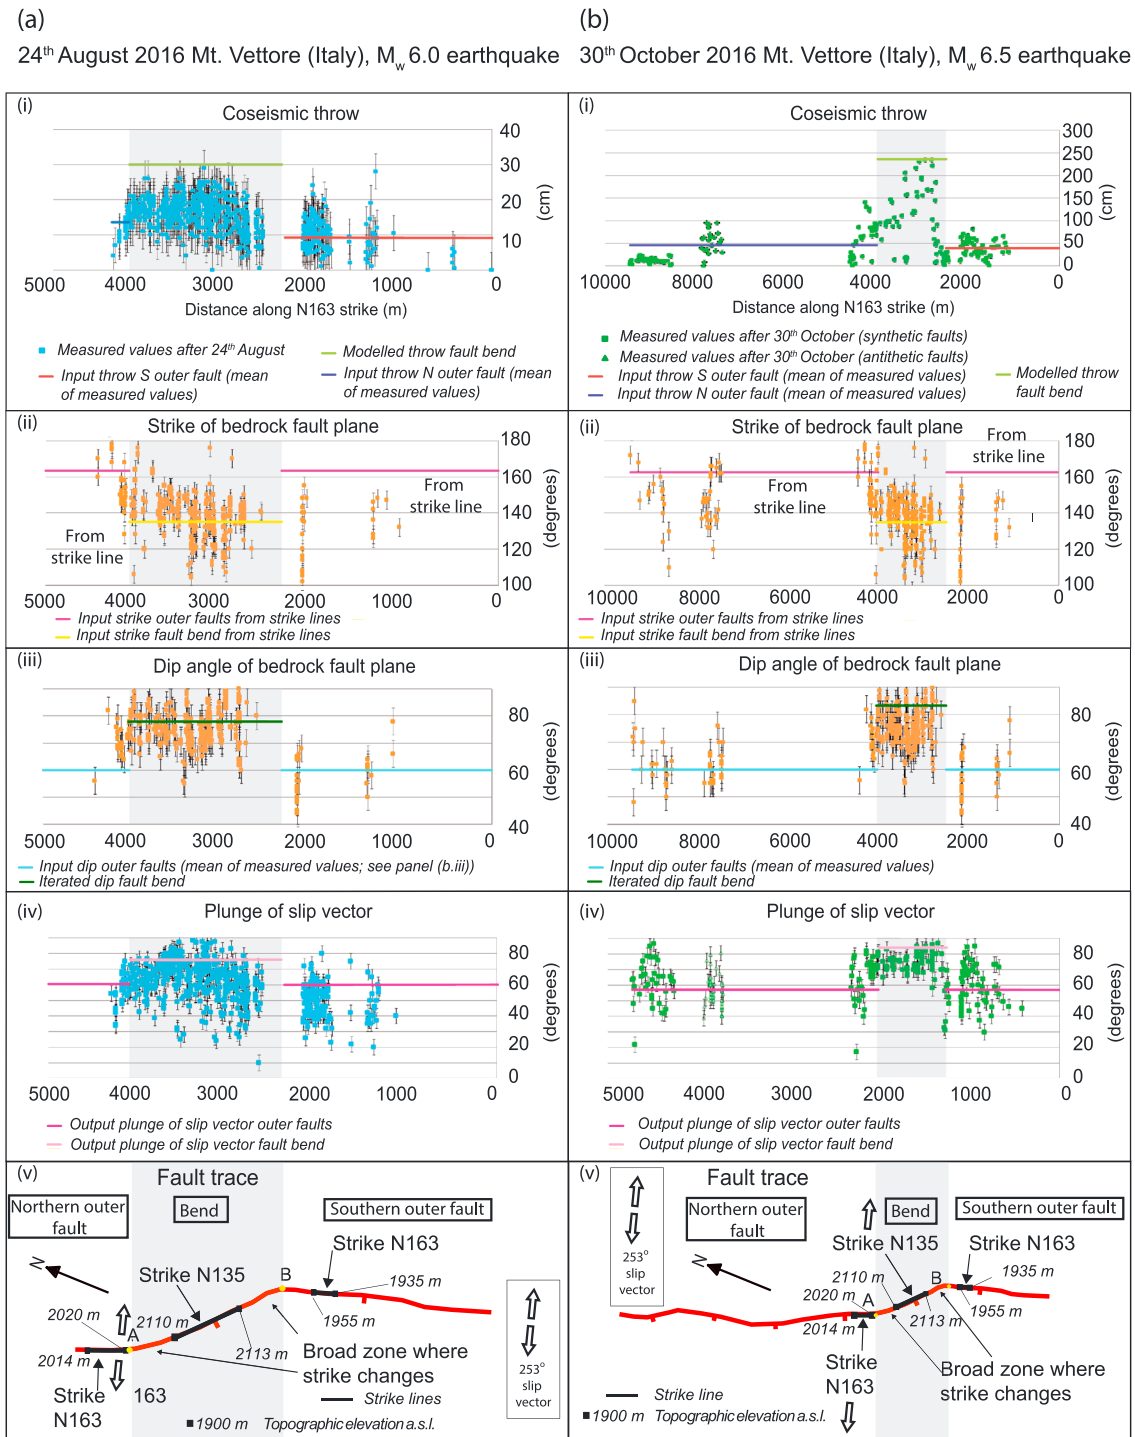 (a)
24th August 2016 Mt. Vettore (Italy), Mw 6.0 earthquake
(i)
Coseismic throw
40
30
20
10
(cm)
5000 4000 3000 2000 1000 0
Distance along N163 strike (m)
Measured values after 24th August
Modelled throw fault bend
Input throw S outer fault (mean of measured values)
Input throw N outer fault (mean of measured values)
(ii)
Strike of bedrock fault plane
180
160
140
120
100
(degrees)
From
strike line
From
strike line
5000 4000 3000 2000 1000 0
Input strike outer faults from strike lines
Input strike fault bend from strike lines
(iii)
Dip angle of bedrock fault plane
80
60
40
(degrees)
5000 4000 3000 2000 1000 0
Input dip outer faults (mean of measured values; see panel (b.iii))
Iterated dip fault bend
(iv)
Plunge of slip vector
80
60
40
20
0
(degrees)
5000 4000 3000 2000 1000 0
Output plunge of slip vector outer faults
Output plunge of slip vector fault bend
(v)
Fault trace
Northern outer
fault
Bend
Southern outer fault
N
Strike N163
Strike N135
B
1935 m
2020 m
A
2110 m
1955 m
2014 m
2113 m
Broad zone where
strike changes
Strike
N163
163
253°
slip
vector
Strike lines
1900 m Topographic elevation a.s.l.
(b)
30th October 2016 Mt. Vettore (Italy), Mw 6.5 earthquake
(i)
Coseismic throw
300
250
200
150
100
50
0
(cm)
10000 8000 6000 4000 2000 0
Distance along N163 strike (m)
Measured values after 30th October (synthetic faults)
Measured values after 30th October (antithetic faults)
Input throw S outer fault (mean of measured values)
Input throw N outer fault (mean of measured values)
Modelled throw
fault bend
(ii)
Strike of bedrock fault plane
From
strike line
180
160
140
120
100
(degrees)
From
strike line
10000 8000 6000 4000 2000 0
Input strike outer faults from strike lines
Input strike fault bend from strike lines
(iii)
Dip angle of bedrock fault plane
80
60
40
(degrees)
10000 8000 6000 4000 2000 0
Input dip outer faults (mean of measured values)
Iterated dip fault bend
(iv)
Plunge of slip vector
80
60
40
20
0
(degrees)
5000 4000 3000 2000 1000 0
Output plunge of slip vector outer faults
Output plunge of slip vector fault bend
(v)
Fault trace
253°
slip
vector
Northern outer
fault
Bend
Southern outer fault
N
Strike N135
Strike N163
2110 m
B
1935 m
2020 m
A
1955 m
2014 m
2113 m
Strike
N163
Broad zone where
strike changes
Strike line
1900 m Topographic elevation a.s.l.